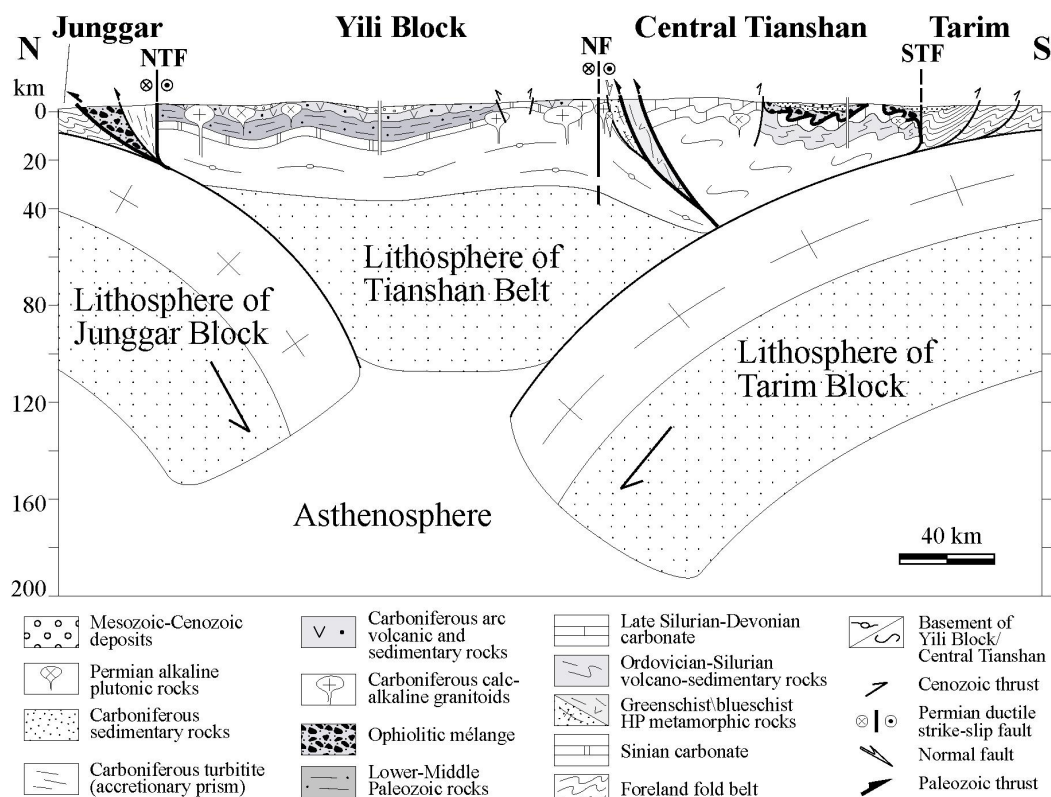 Junggar
Yili Block
Central Tianshan
Tarim
N
NTF
NF
STF
S
km
0
20
40
80
120
160
200
Lithosphere of
Tianshan Belt
Lithosphere of
Junggar Block
Lithosphere of
Tarim Block
Asthenosphere
40 km
Mesozoic-Cenozoic
deposits
Permian alkaline
plutonic rocks
Carboniferous
sedimentary rocks
Carboniferous turbitite
(accretionary prism)
Carboniferous arc
volcanic and
sedimentary rocks
Carboniferous calc-
alkaline granitoids
Ophiolitic mélange
Lower-Middle
Paleozoic rocks
Late Silurian-Devonian
carbonate
Ordovician-Silurian
volcano-sedimentary rocks
Greenschist\blueschist
HP metamorphic rocks
Sinian carbonate
Foreland fold belt
Basement of
Yili Block/
Central Tianshan
Cenozoic thrust
Permian ductile
strike-slip fault
Normal fault
Paleozoic thrust